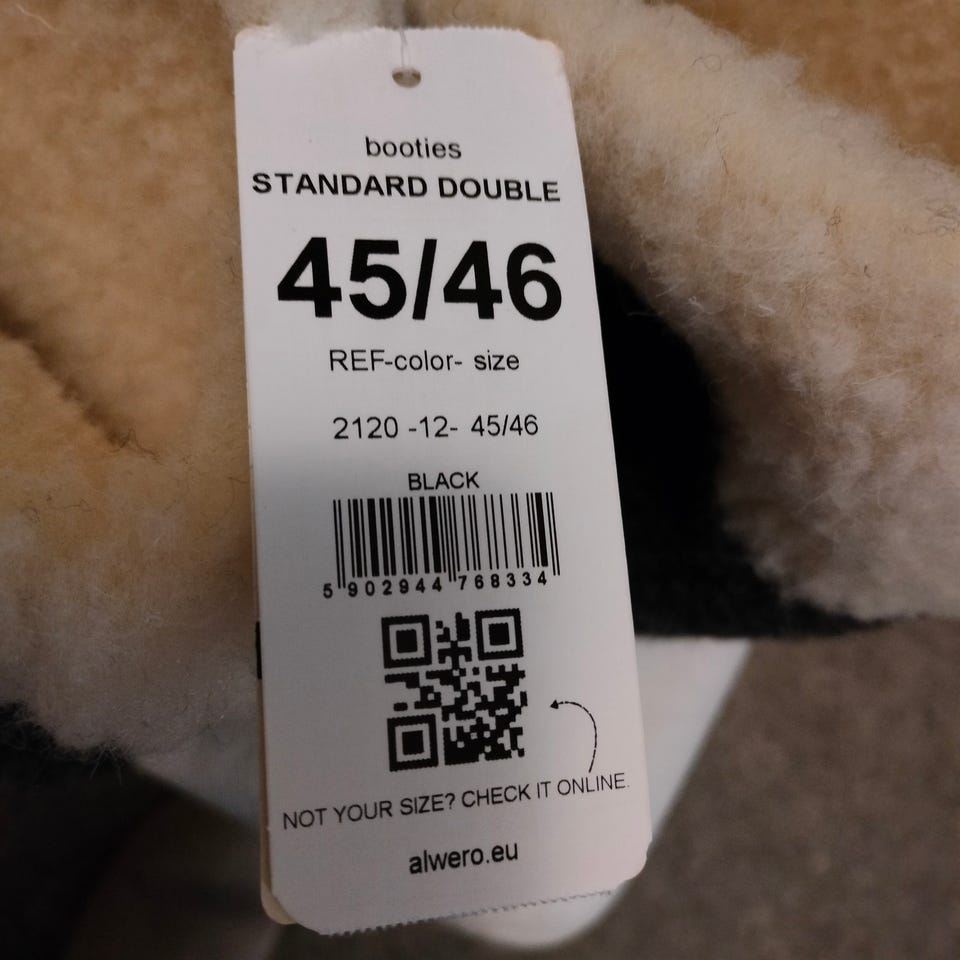 booties
STANDARD DOUBLE
45/46
REF-color- size
2120 -12- 45/46
BLACK
5 902944 768334
NOT YOUR SIZE? CHECK IT ONLINE.
alwero.eu